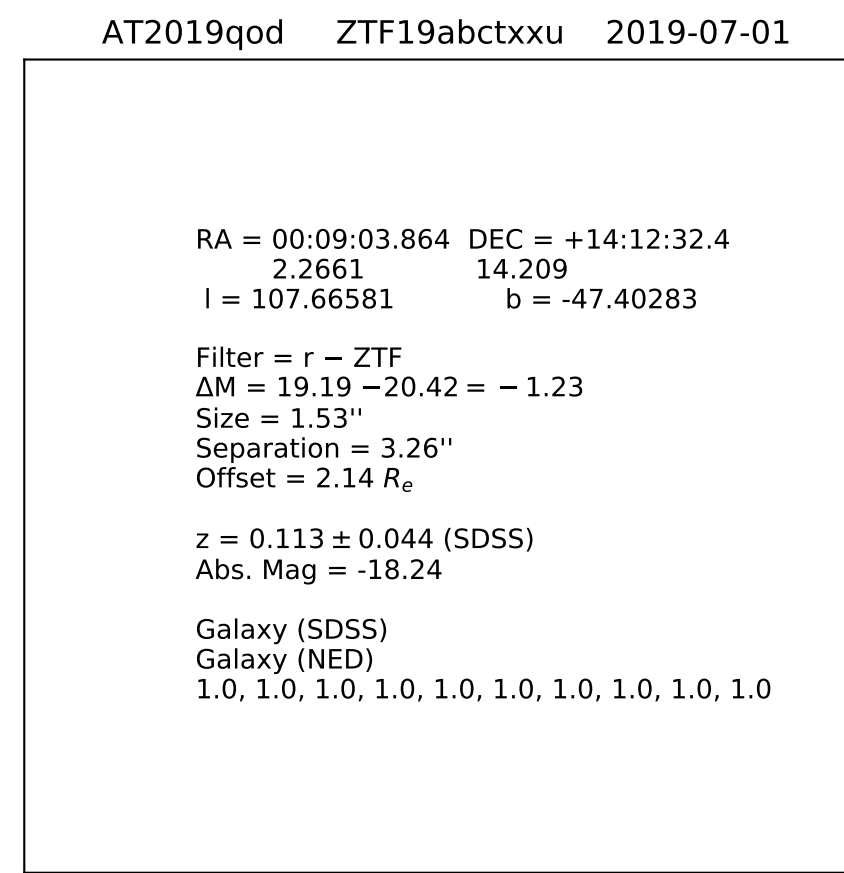 AT2019qod ZTF19abctxxu 2019-07-01
RA = 00:09:03.864 DEC = +14:12:32.4
2.2661 14.209
l = 107.66581 b = -47.40283
Filter = r − ZTF
ΔM = 19.19 −20.42 = − 1.23
Size = 1.53''
Separation = 3.26''
Offset = 2.14 Re
z = 0.113 ± 0.044 (SDSS)
Abs. Mag = -18.24
Galaxy (SDSS)
Galaxy (NED)
1.0, 1.0, 1.0, 1.0, 1.0, 1.0, 1.0, 1.0, 1.0, 1.0